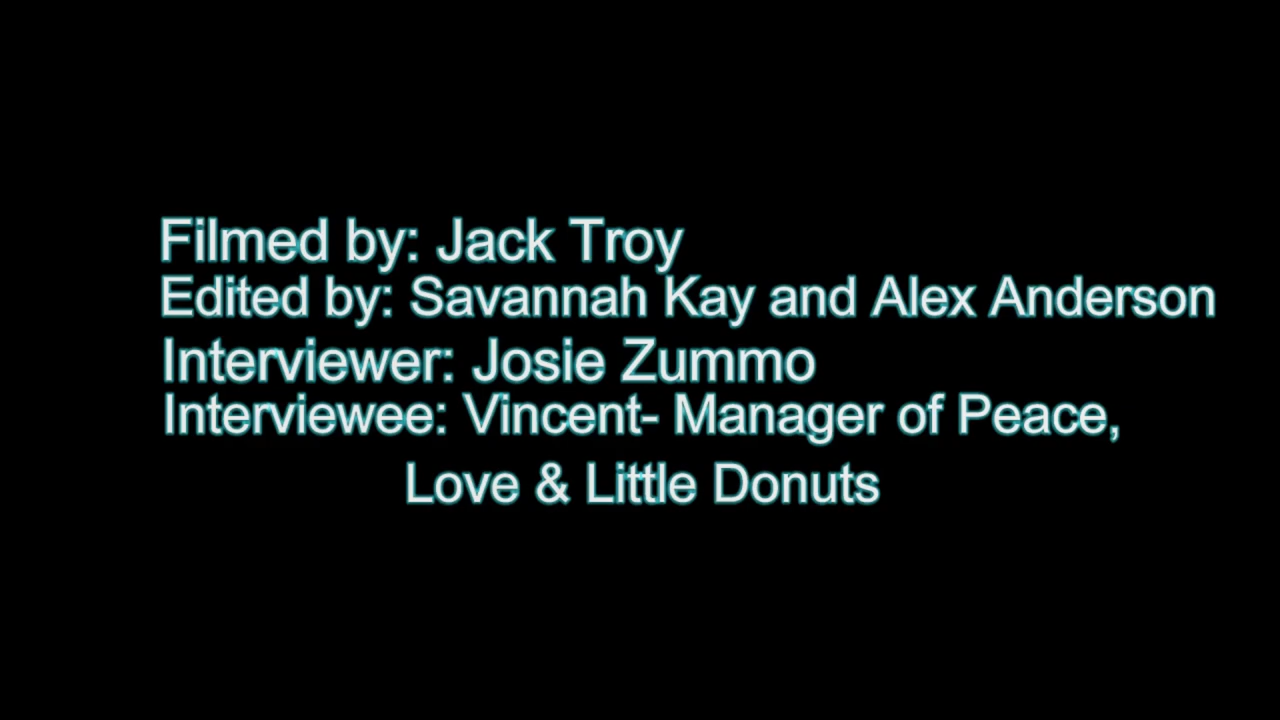 Filmed by: Jack Troy
Edited by: Savannah Kay and Alex Anderson
Interviewer: Josie Zummo
Interviewee: Vincent- Manager of Peace,
Love & Little Donuts